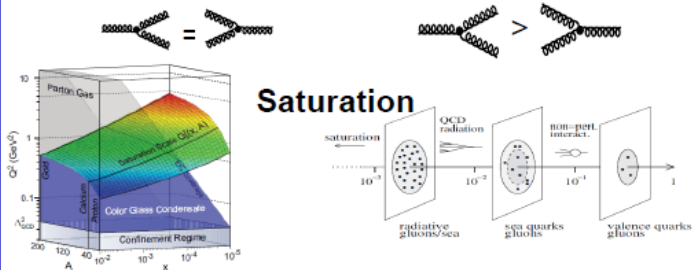 =
>
Saturation
Parton Gas
Saturation Scale Q²ₛ(x, A)
Color Glass Condensate
Confinement Regime
Gold
Calcium
Proton
Q² (GeV²)
10
1
0.1
Λ²QCD
200 120 40
A
10⁻² 10⁻³ 10⁻⁴ 10⁻⁵
x
saturation
QCD
radiation
non-pert.
interact.
10⁻² 10⁻¹ 1
radiative
gluons/sea
sea quarks
gluons
valence quarks
gluons